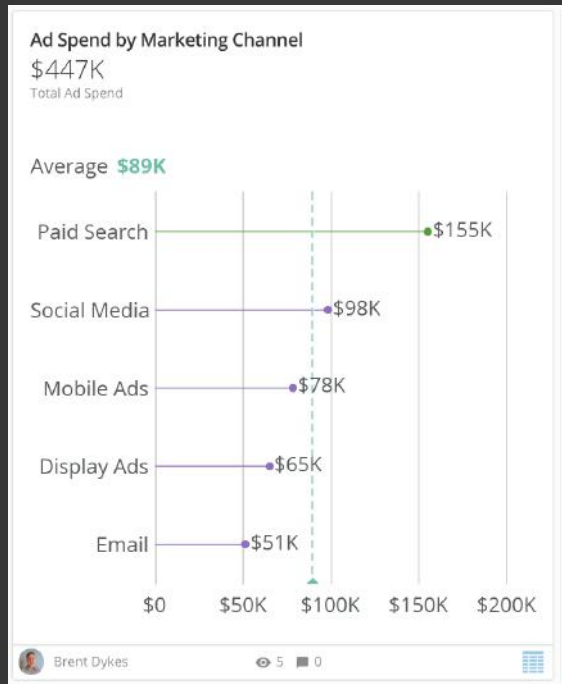 Ad Spend by Marketing Channel
$447K
Total Ad Spend
Average $89K
Paid Search $155K
Social Media $98K
Mobile Ads $78K
Display Ads $65K
Email $51K
$0 $50K $100K $150K $200K
Brent Dykes 5 0